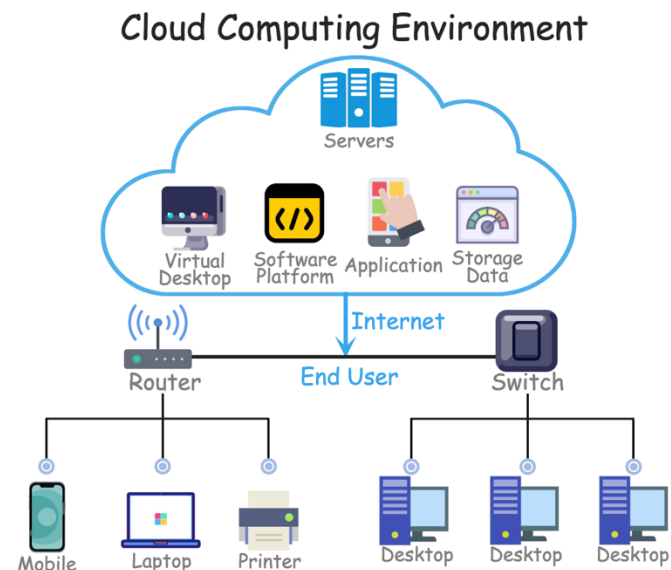 Cloud Computing Environment
Servers
Virtual
Desktop
Software
Platform
Application
Storage
Data
Internet
End User
Router
Switch
Mobile
Laptop
Printer
Desktop
Desktop
Desktop